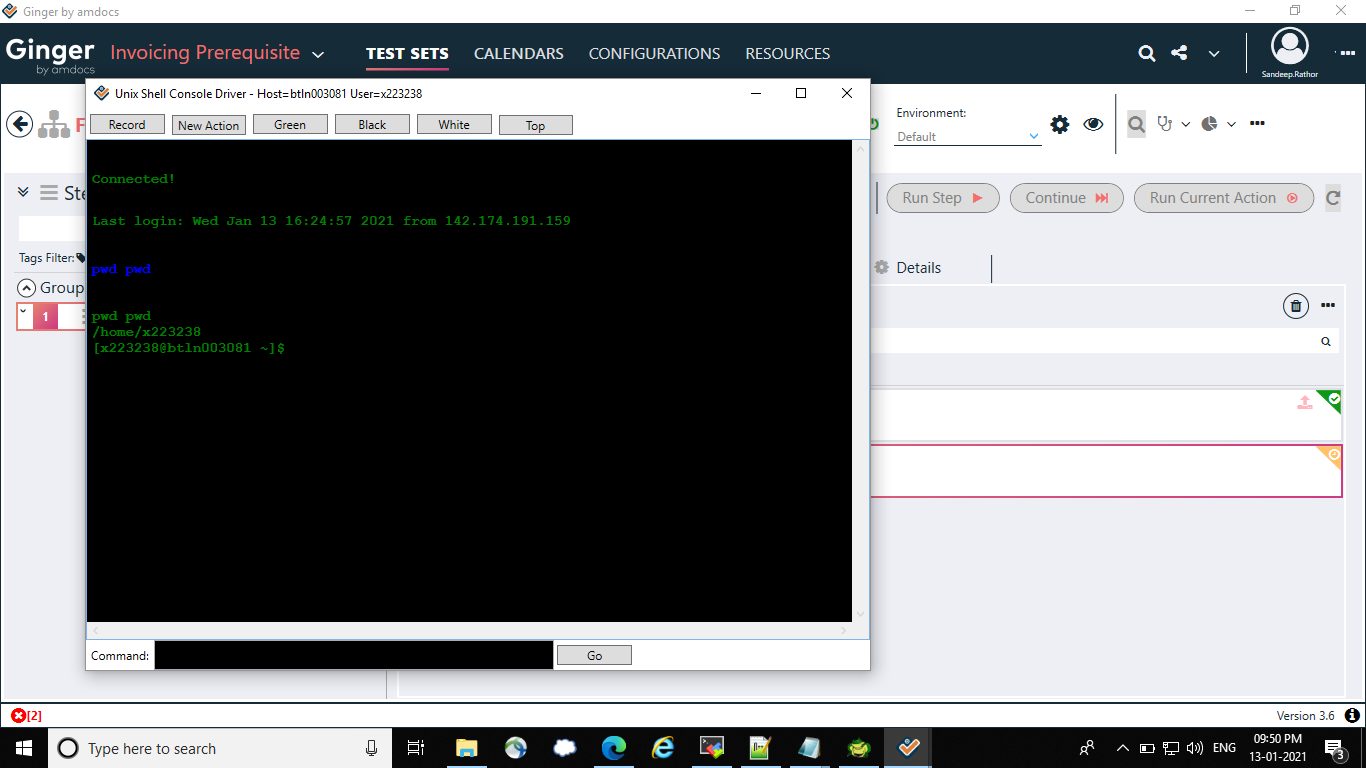 Ginger by amdocs
Ginger
by amdocs
Invoicing Prerequisite
TEST SETS
CALENDARS
CONFIGURATIONS
RESOURCES
Sandeep.Rathor
Unix Shell Console Driver - Host=btln003081 User=x223238
Record
New Action
Green
Black
White
Top
Environment:
Default
Connected!
Last login: Wed Jan 13 16:24:57 2021 from 142.174.191.159
pwd pwd
pwd pwd
/home/x223238
[x223238@btln003081 ~]$
Command:
Go
F
Ste
Tags Filter:
Group
1
Run Step
Continue
Run Current Action
Details
[2]
Version 3.6
Type here to search
ENG
09:50 PM
13-01-2021
3